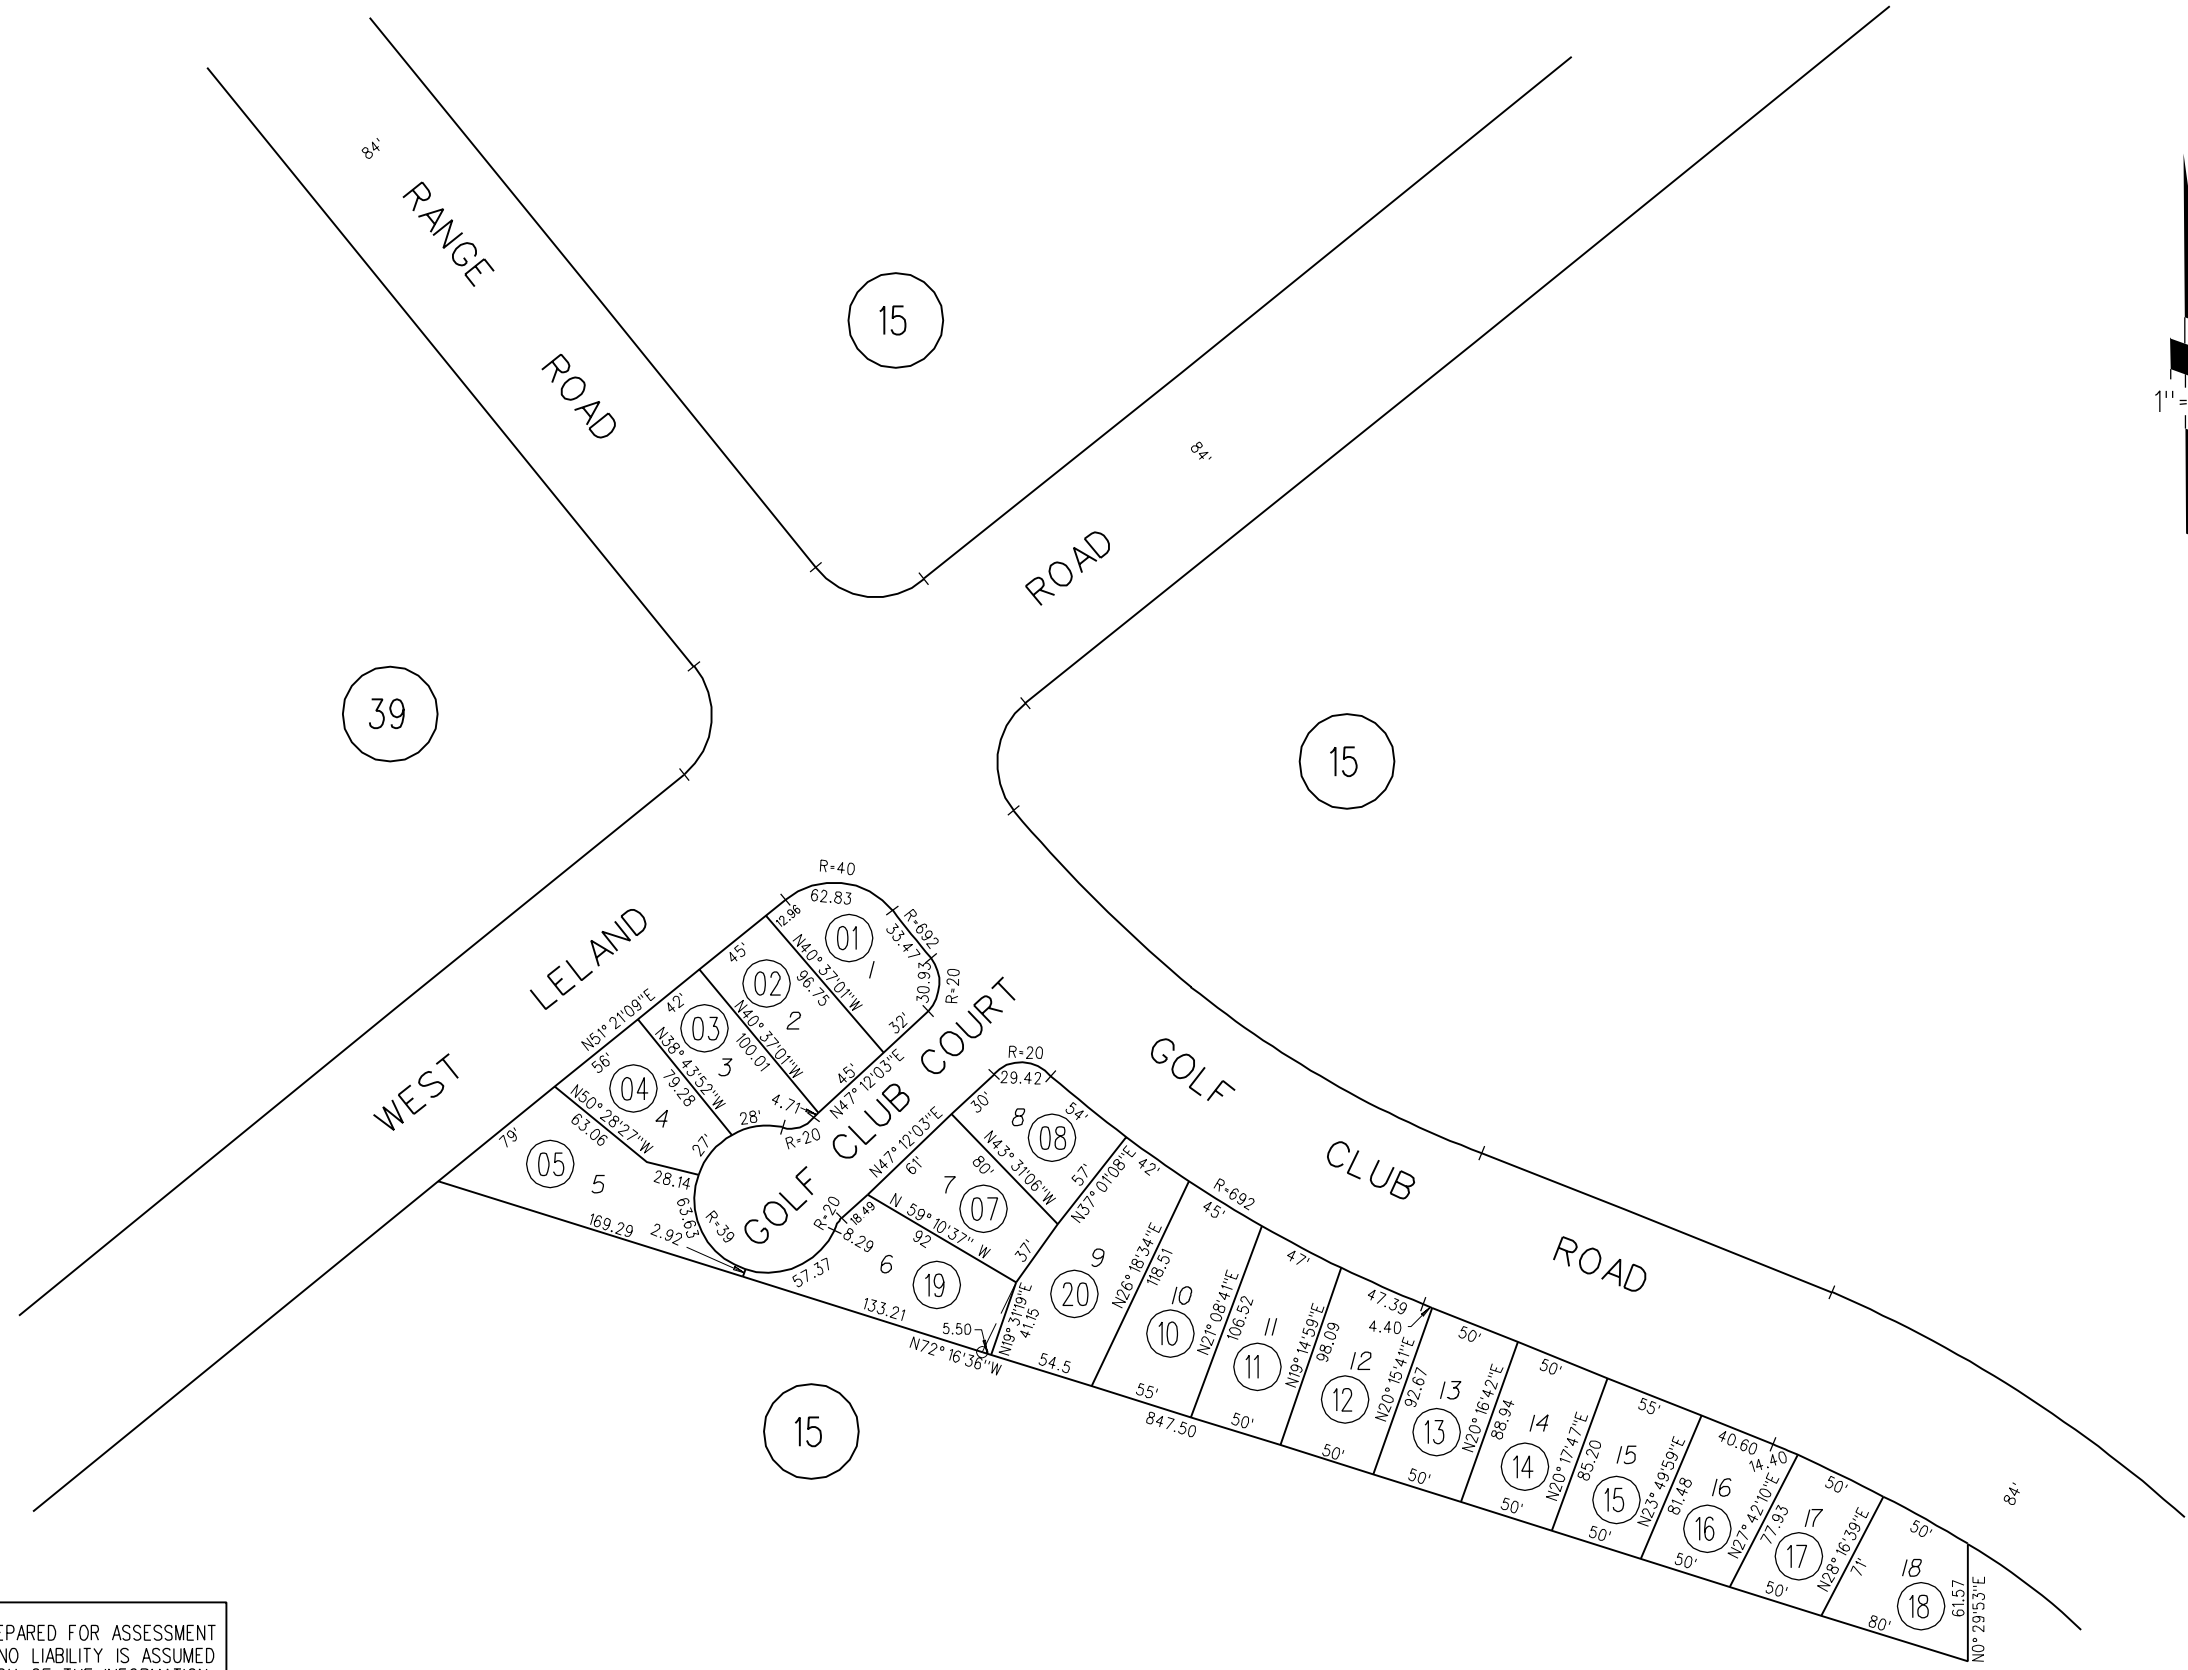 84'
RANGE ROAD
15
1"=
84'
ROAD
39
15
R=40
62.83
12.96
01
1
R=692
33.47
30.93
R=20
N40°37'01"W
96.75
32'
45'
02
2
N40°37'01"W
100.01
45'
N47°12'03"E
4.71
R=20
WEST LELAND
N51°21'09"E
42'
03
3
N38°43'52"W
79.28
28'
56'
04
4
N50°28'27"W
63.06
27'
28.14
79'
05
5
169.29
2.92
63.63
R=39
GOLF CLUB COURT
R=20
29.42
30'
8
08
54'
N43°31'06"W
80'
57'
N37°01'08"E
N47°12'03"E
61'
7
07
N 59°10'37" W
92
37'
R=20
18.49
8.29
6
19
57.37
133.21
5.50
N72°16'36"W
N19°31'19"E
41.15
42'
9
20
54.5
N26°18'34"E
118.51
R=692
45'
10
10
55'
847.50
N21°08'41"E
106.52
47'
11
11
50'
N19°14'59"E
98.09
47.39
4.40
12
12
50'
N20°15'41"E
92.67
50'
13
13
50'
N20°16'42"E
88.94
50'
14
14
50'
N20°17'47"E
85.20
55'
15
15
50'
N23°49'59"E
81.48
40.60
14.40
16
16
50'
N27°42'10"E
77.93
50'
17
17
50'
N28°16'39"E
71'
50'
18
18
80'
61.57
N0°29'53"E
GOLF CLUB ROAD
84'
15
EPARED FOR ASSESSMENT
NO LIABILITY IS ASSUMED
OF THE INFORMATION